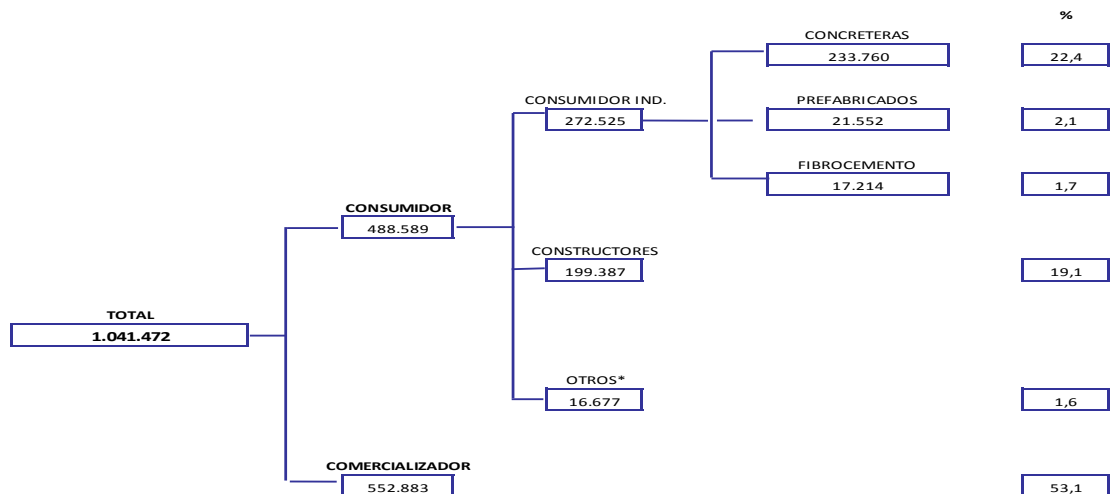 %
CONCRETERAS
233.760 22,4
CONSUMIDOR IND. PREFABRICADOS
272.525 21.552 2,1
FIBROCEMENTO
17.214 1,7
CONSUMIDOR
488.589
CONSTRUCTORES
199.387 19,1
TOTAL
1.041.472
OTROS*
16.677 1,6
COMERCIALIZADOR
552.883 53,1